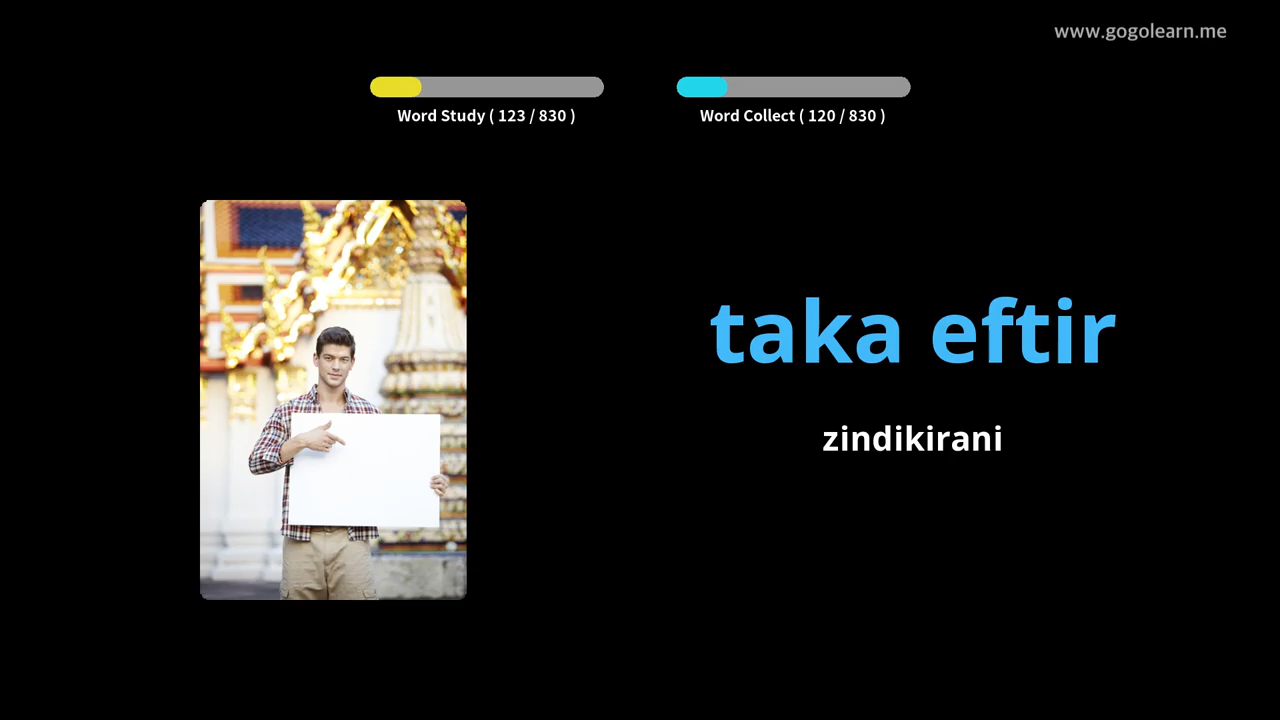 www.gogolearn.me
Word Study ( 123 / 830 )
Word Collect ( 120 / 830 )
taka eftir
zindikirani